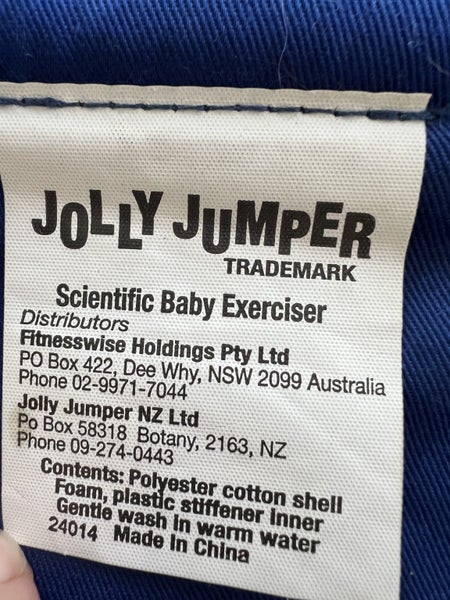 JOLLY JUMPER
TRADEMARK
Scientific Baby Exerciser
Distributors
Fitnesswise Holdings Pty Ltd
PO Box 422, Dee Why, NSW 2099 Australia
Phone 02-9971-7044
Jolly Jumper NZ Ltd
Po Box 58318 Botany, 2163, NZ
Phone 09-274-0443
Contents: Polyester cotton shell
Foam, plastic stiffener inner
Gentle wash in warm water
24014 Made In China